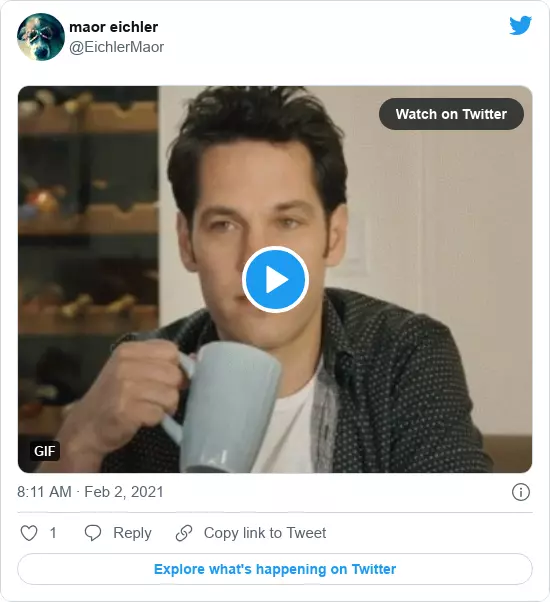 maor eichler
@EichlerMaor
Watch on Twitter
GIF
8:11 AM · Feb 2, 2021
1 Reply Copy link to Tweet
Explore what's happening on Twitter